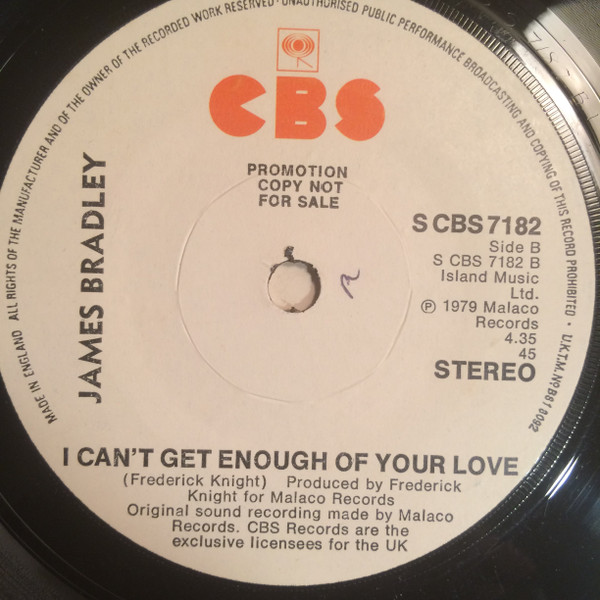 MADE IN ENGLAND ALL RIGHTS OF THE MANUFACTURER AND OF THE OWNER OF THE RECORDED WORK RESERVED · UNAUTHORISED PUBLIC PERFORMANCE BROADCASTING AND COPYING OF THIS RECORD PROHIBITED · U.K.T.M. No B818092
CBS
PROMOTION
COPY NOT
FOR SALE
JAMES BRADLEY
S CBS 7182
Side B
S CBS 7182 B
Island Music
Ltd.
℗ 1979 Malaco
Records
4.35
45
STEREO
I CAN'T GET ENOUGH OF YOUR LOVE
(Frederick Knight) Produced by Frederick
Knight for Malaco Records
Original sound recording made by Malaco
Records. CBS Records are the
exclusive licensees for the UK